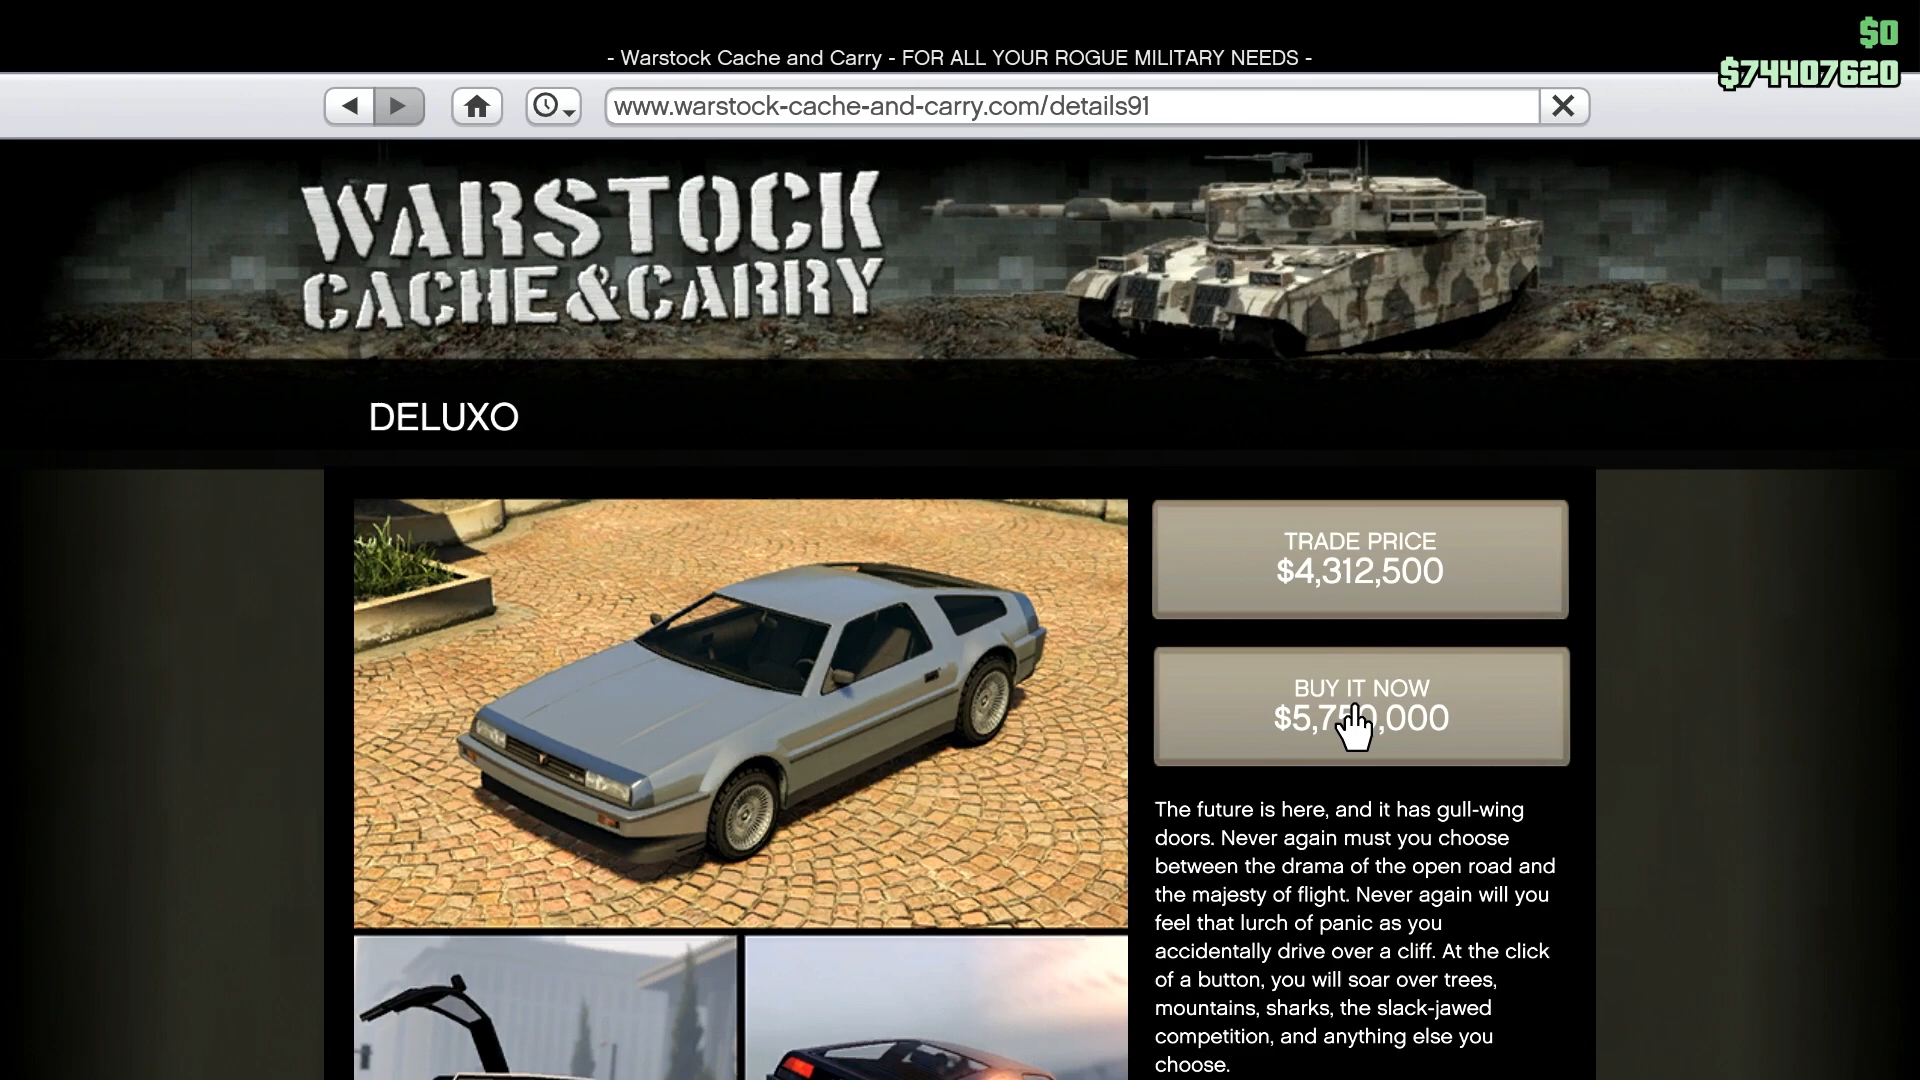 $0
- Warstock Cache and Carry - FOR ALL YOUR ROGUE MILITARY NEEDS -
$74407620
www.warstock-cache-and-carry.com/details91
WARSTOCK
CACHE & CARRY
DELUXO
TRADE PRICE
$4,312,500
BUY IT NOW
$5,750,000
The future is here, and it has gull-wing
doors. Never again must you choose
between the drama of the open road and
the majesty of flight. Never again will you
feel that lurch of panic as you
accidentally drive over a cliff. At the click
of a button, you will soar over trees,
mountains, sharks, the slack-jawed
competition, and anything else you
choose.